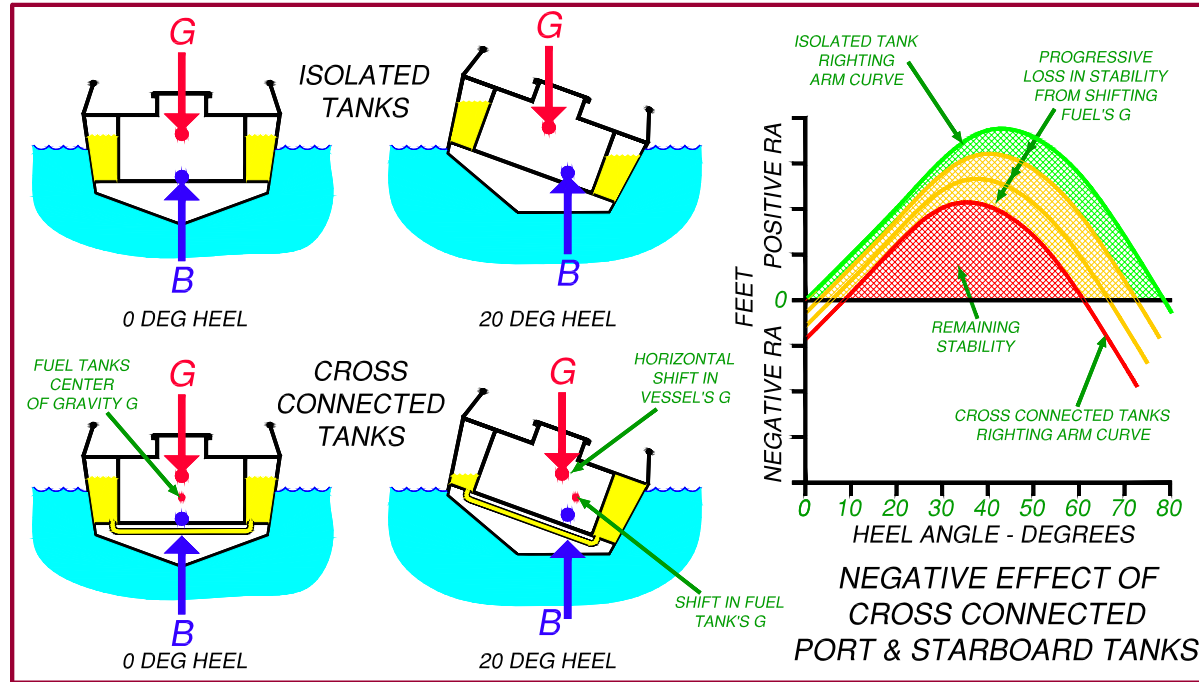 G
ISOLATED
TANKS
B
0 DEG HEEL
G
B
20 DEG HEEL
FUEL TANKS
CENTER
OF GRAVITY G
G
CROSS
CONNECTED
TANKS
B
0 DEG HEEL
G
HORIZONTAL
SHIFT IN
VESSEL'S G
SHIFT IN FUEL
TANK'S G
B
20 DEG HEEL
ISOLATED TANK
RIGHTING
ARM CURVE
PROGRESSIVE
LOSS IN STABILITY
FROM SHIFTING
FUEL'S G
FEET
POSITIVE RA
0
NEGATIVE RA
REMAINING
STABILITY
CROSS CONNECTED TANKS
RIGHTING ARM CURVE
0 10 20 30 40 50 60 70 80
HEEL ANGLE - DEGREES
NEGATIVE EFFECT OF
CROSS CONNECTED
PORT & STARBOARD TANKS